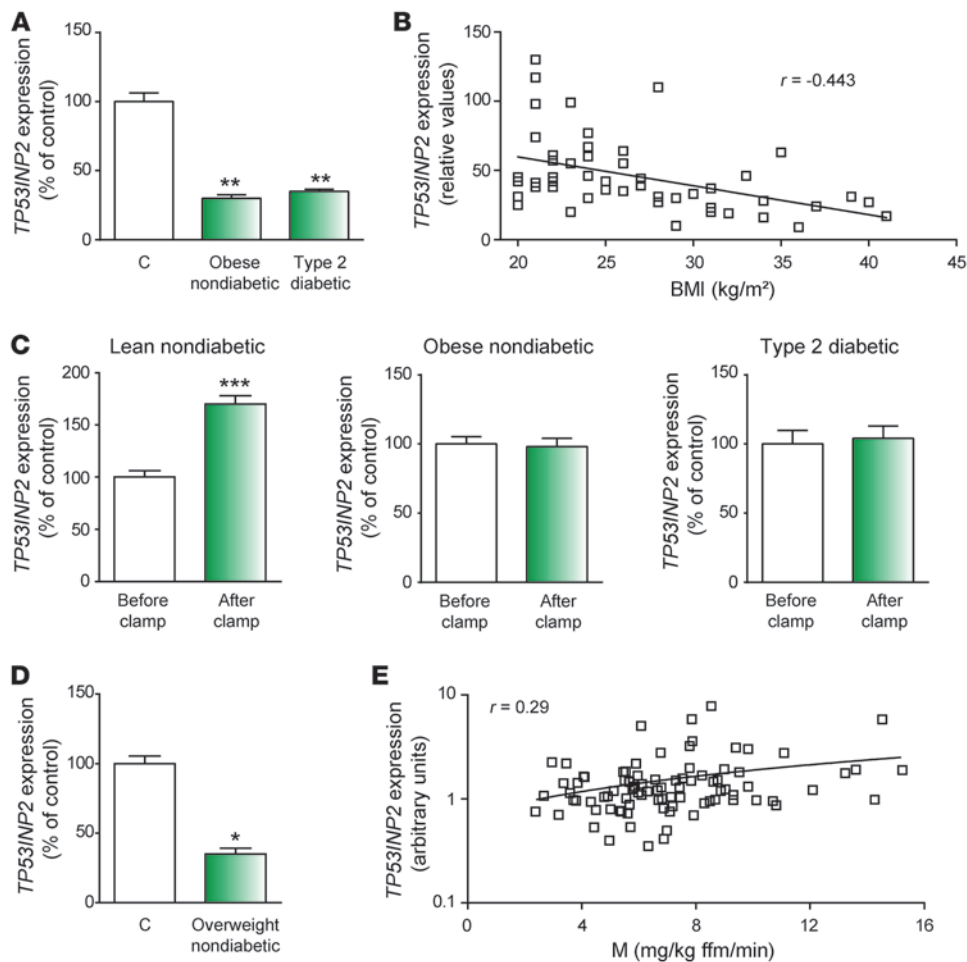 A
TP53INP2 expression
(% of control)
150
100
50
0
**
**
C
Obese
nondiabetic
Type 2
diabetic
B
TP53INP2 expression
(relative values)
150
100
50
0
r = -0.443
20
25
30
35
40
45
BMI (kg/m²)
C
Lean nondiabetic
TP53INP2 expression
(% of control)
200
150
100
50
0
***
Before
clamp
After
clamp
Obese nondiabetic
TP53INP2 expression
(% of control)
150
100
50
0
Before
clamp
After
clamp
Type 2 diabetic
TP53INP2 expression
(% of control)
150
100
50
0
Before
clamp
After
clamp
D
TP53INP2 expression
(% of control)
150
100
50
0
*
C
Overweight
nondiabetic
E
TP53INP2 expression
(arbitrary units)
10
1
0.1
r = 0.29
0
4
8
12
16
M (mg/kg ffm/min)